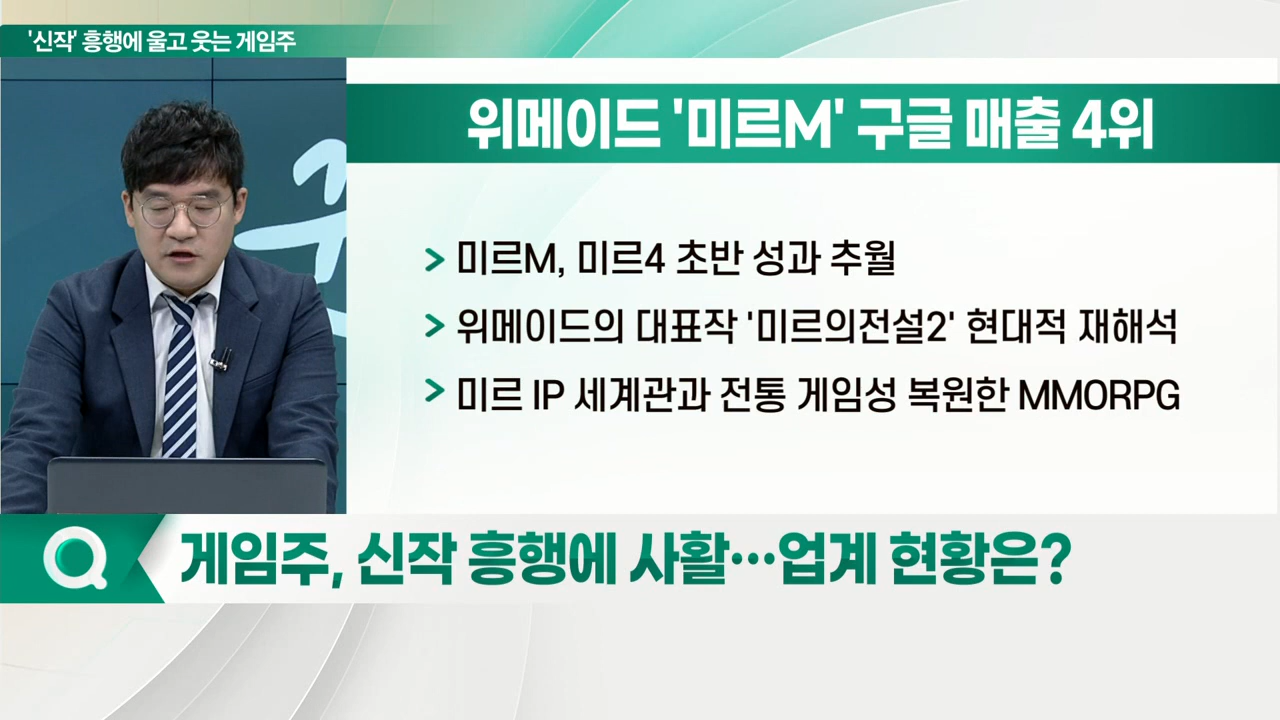 '신작' 흥행에 울고 웃는 게임주
위메이드 '미르M' 구글 매출 4위
> 미르M, 미르4 초반 성과 추월
> 위메이드의 대표작 '미르의전설2' 현대적 재해석
> 미르 IP 세계관과 전통 게임성 복원한 MMORPG
Q 게임주, 신작 흥행에 사활…업계 현황은?